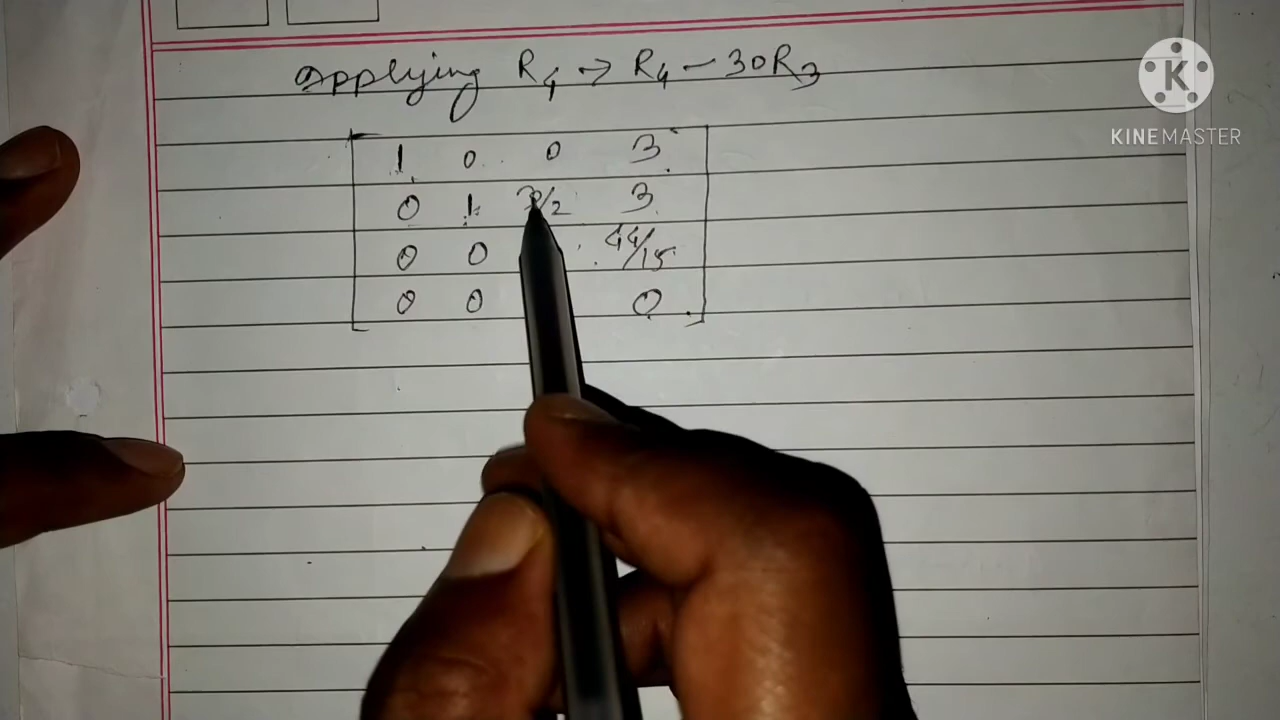 applying R4 → R4 - 30R3
1 0 0 3
0 1 3/2 3
0 0 44/15
0 0 0
K
KINEMASTER